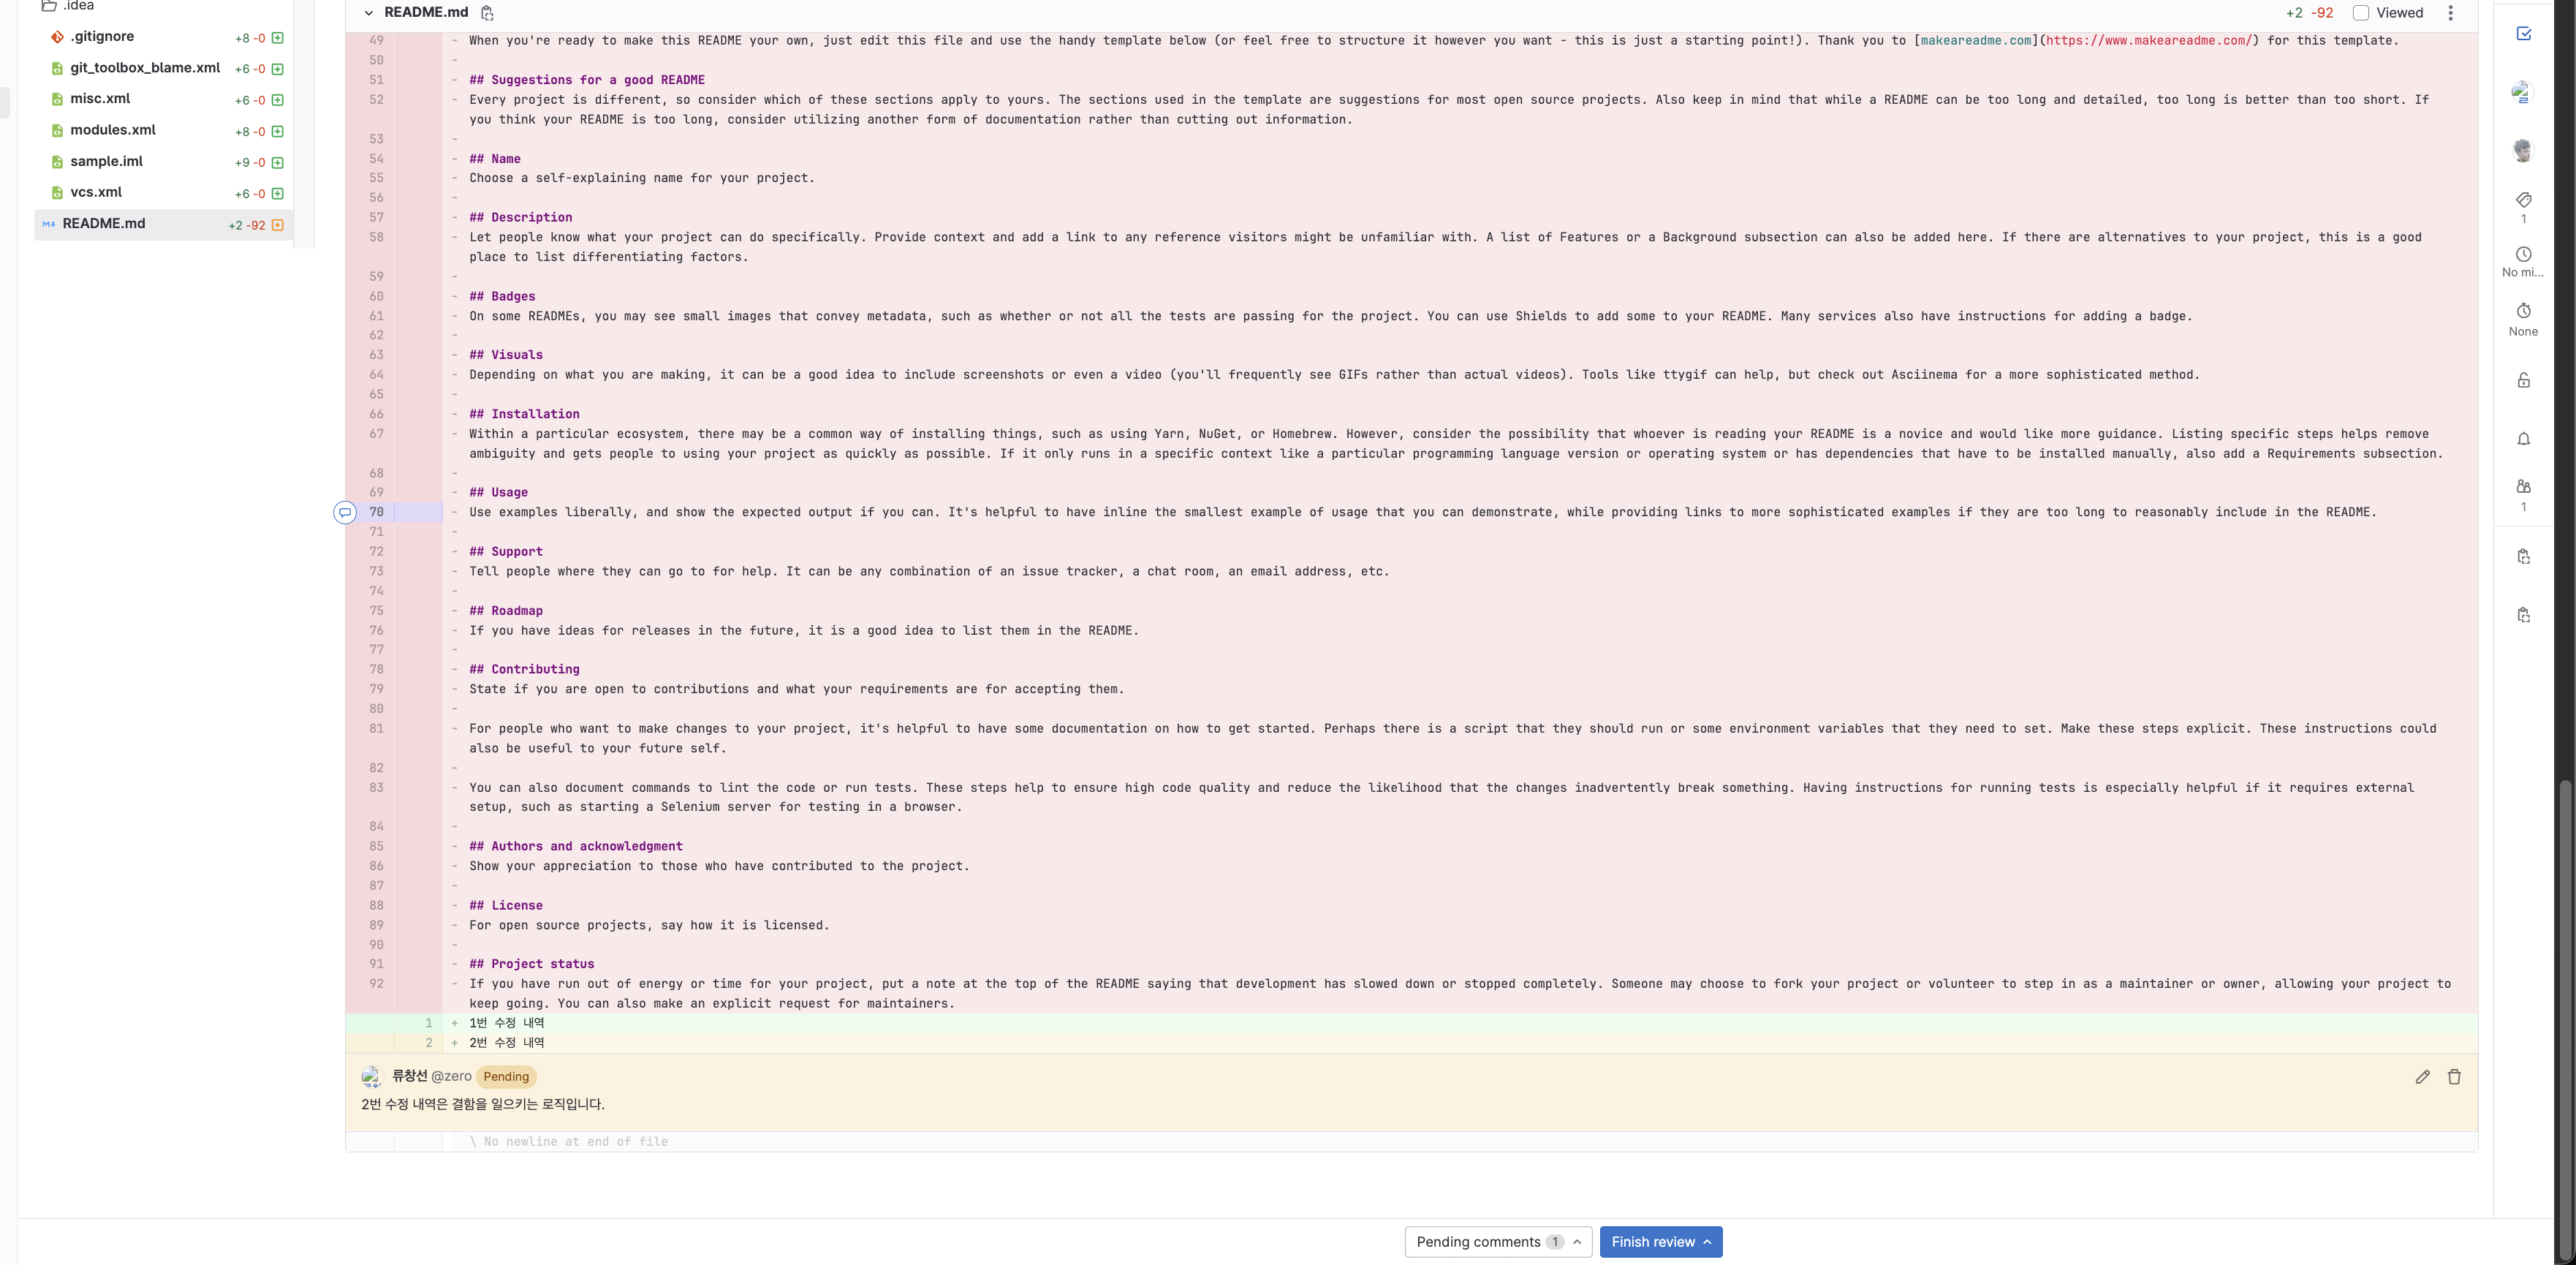 .idea
.gitignore +8 -0
git_toolbox_blame.xml +6 -0
misc.xml +6 -0
modules.xml +8 -0
sample.iml +9 -0
vcs.xml +6 -0
README.md +2 -92
README.md +2 -92 Viewed
49 - When you're ready to make this README your own, just edit this file and use the handy template below (or feel free to structure it however you want - this is just a starting point!). Thank you to [makeareadme.com](https://www.makeareadme.com/) for this template.
50 -
51 - ## Suggestions for a good README
52 - Every project is different, so consider which of these sections apply to yours. The sections used in the template are suggestions for most open source projects. Also keep in mind that while a README can be too long and detailed, too long is better than too short. If
you think your README is too long, consider utilizing another form of documentation rather than cutting out information.
53 -
54 - ## Name
55 - Choose a self-explaining name for your project.
56 -
57 - ## Description
58 - Let people know what your project can do specifically. Provide context and add a link to any reference visitors might be unfamiliar with. A list of Features or a Background subsection can also be added here. If there are alternatives to your project, this is a good
place to list differentiating factors.
59 -
60 - ## Badges
61 - On some READMEs, you may see small images that convey metadata, such as whether or not all the tests are passing for the project. You can use Shields to add some to your README. Many services also have instructions for adding a badge.
62 -
63 - ## Visuals
64 - Depending on what you are making, it can be a good idea to include screenshots or even a video (you'll frequently see GIFs rather than actual videos). Tools like ttygif can help, but check out Asciinema for a more sophisticated method.
65 -
66 - ## Installation
67 - Within a particular ecosystem, there may be a common way of installing things, such as using Yarn, NuGet, or Homebrew. However, consider the possibility that whoever is reading your README is a novice and would like more guidance. Listing specific steps helps remove
ambiguity and gets people to using your project as quickly as possible. If it only runs in a specific context like a particular programming language version or operating system or has dependencies that have to be installed manually, also add a Requirements subsection.
68 -
69 - ## Usage
70 - Use examples liberally, and show the expected output if you can. It's helpful to have inline the smallest example of usage that you can demonstrate, while providing links to more sophisticated examples if they are too long to reasonably include in the README.
71 -
72 - ## Support
73 - Tell people where they can go to for help. It can be any combination of an issue tracker, a chat room, an email address, etc.
74 -
75 - ## Roadmap
76 - If you have ideas for releases in the future, it is a good idea to list them in the README.
77 -
78 - ## Contributing
79 - State if you are open to contributions and what your requirements are for accepting them.
80 -
81 - For people who want to make changes to your project, it's helpful to have some documentation on how to get started. Perhaps there is a script that they should run or some environment variables that they need to set. Make these steps explicit. These instructions could
also be useful to your future self.
82 -
83 - You can also document commands to lint the code or run tests. These steps help to ensure high code quality and reduce the likelihood that the changes inadvertently break something. Having instructions for running tests is especially helpful if it requires external
setup, such as starting a Selenium server for testing in a browser.
84 -
85 - ## Authors and acknowledgment
86 - Show your appreciation to those who have contributed to the project.
87 -
88 - ## License
89 - For open source projects, say how it is licensed.
90 -
91 - ## Project status
92 - If you have run out of energy or time for your project, put a note at the top of the README saying that development has slowed down or stopped completely. Someone may choose to fork your project or volunteer to step in as a maintainer or owner, allowing your project to
keep going. You can also make an explicit request for maintainers.
1 + 1번 수정 내역
2 + 2번 수정 내역
류창선 @zero Pending
2번 수정 내역은 결함을 일으키는 로직입니다.
\ No newline at end of file
Pending comments 1
Finish review
1
No mi...
None
1